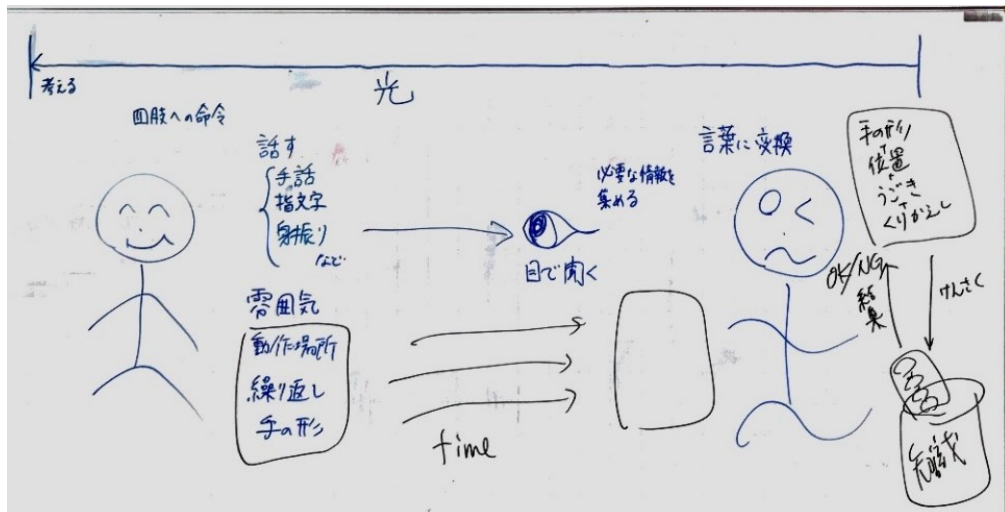 考える
光
四肢への命令
話す
手話
指文字
身振り
など
必要な情報を
集める
目で聞く
言葉に変換
手の形
位置
うごき
くりかえし
OK/NG
結果
けんさく
知識
雰囲気
動作場所
繰り返し
手の形
time